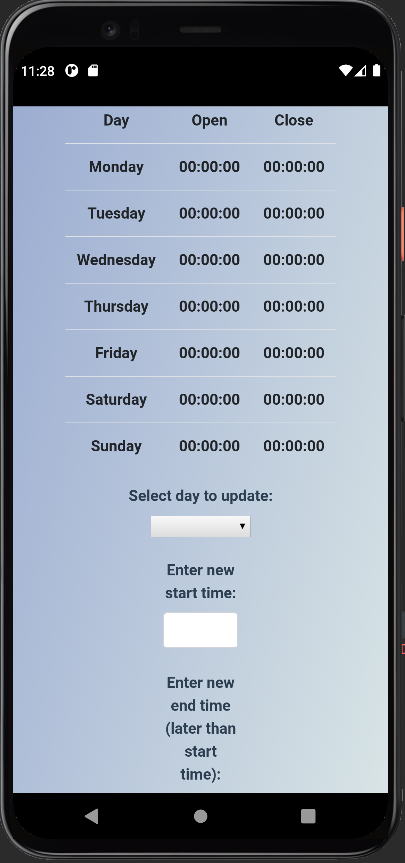 11:28
Day Open Close
Monday 00:00:00 00:00:00
Tuesday 00:00:00 00:00:00
Wednesday 00:00:00 00:00:00
Thursday 00:00:00 00:00:00
Friday 00:00:00 00:00:00
Saturday 00:00:00 00:00:00
Sunday 00:00:00 00:00:00
Select day to update:
Enter new
start time:
Enter new
end time
(later than
start
time):